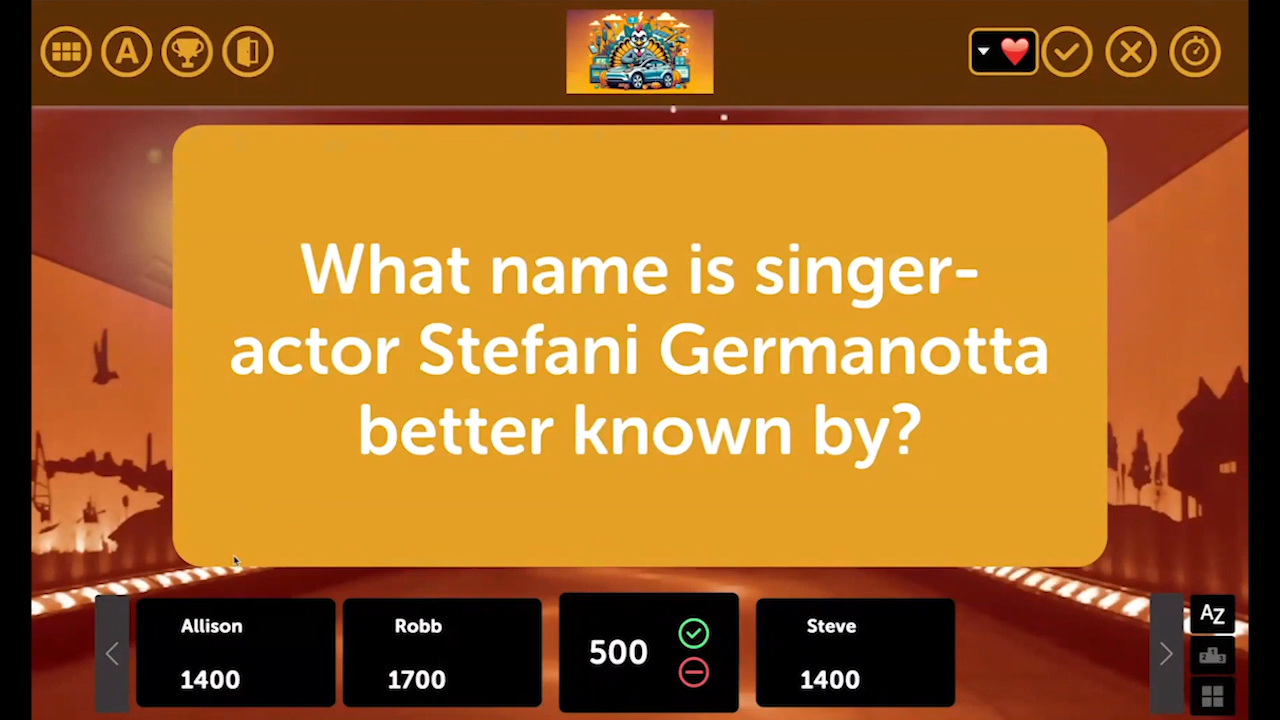 A
What name is singer-
actor Stefani Germanotta
better known by?
Allison
1400
Robb
1700
500
Steve
1400
AZ